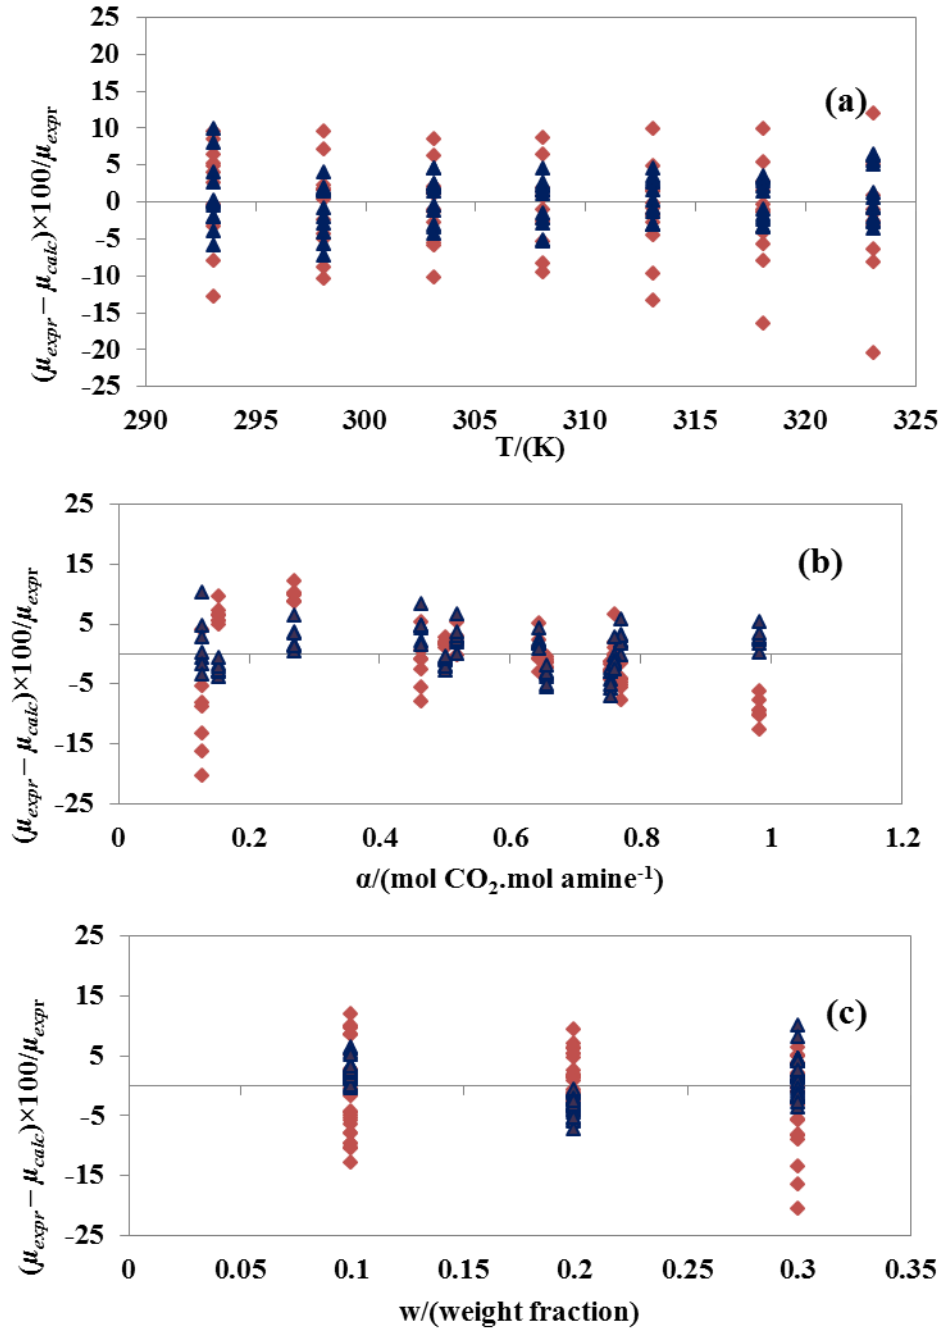 25
20
15
10
5
0
-5
-10
-15
-20
-25
(μexpr − μcalc)×100/μexpr
(a)
290 295 300 305 310 315 320 325
T/(K)
25
15
5
-5
-15
-25
(μexpr − μcalc)×100/μexpr
(b)
0 0.2 0.4 0.6 0.8 1 1.2
α/(mol CO₂.mol amine⁻¹)
25
15
5
-5
-15
-25
(μexpr − μcalc)×100/μexpr
(c)
0 0.05 0.1 0.15 0.2 0.25 0.3 0.35
w/(weight fraction)